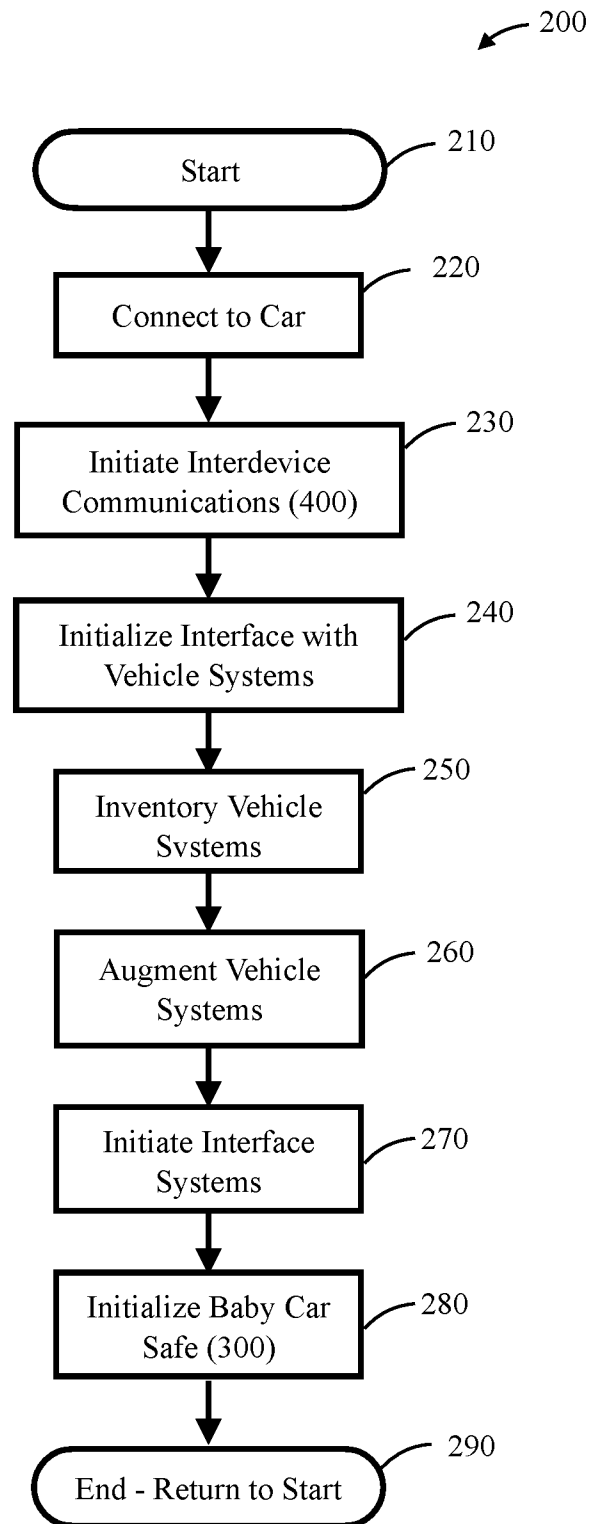 200
Start
210
Connect to Car
220
Initiate Interdevice
Communications (400)
230
Initialize Interface with
Vehicle Systems
240
Inventory Vehicle
Systems
250
Augment Vehicle
Systems
260
Initiate Interface
Systems
270
Initialize Baby Car
Safe (300)
280
End - Return to Start
290